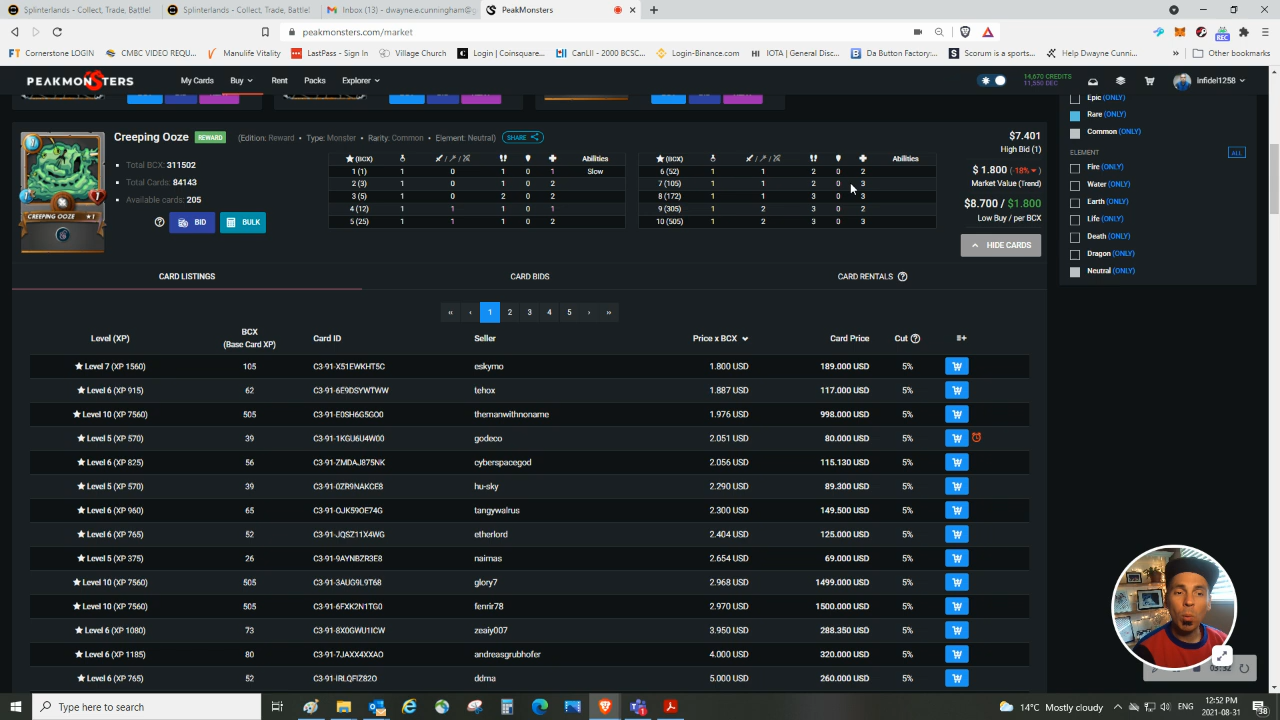 Splinterlands - Collect, Trade, Battle!
Splinterlands - Collect, Trade, Battle!
Inbox (13) - dwayne.e.cunningham@g
PeakMonsters
peakmonsters.com/market
Cornerstone LOGIN
CMBC VIDEO REQU...
Manulife Vitality
LastPass - Sign In
Village Church
Login | Coinsquare...
CanLII - 2000 BCSC...
Login-Binance.com
IOTA | General Disc...
Da Button Factory:...
Scorum is a sports...
Help Dwayne Cunni...
Other bookmarks
PEAKMONSTERS
My Cards
Buy
Rent
Packs
Explorer
14,670 CREDITS
11,550 DEC
Infidel1258
Epic (ONLY)
Rare (ONLY)
Common (ONLY)
ELEMENT
ALL
Fire (ONLY)
Water (ONLY)
Earth (ONLY)
Life (ONLY)
Death (ONLY)
Dragon (ONLY)
Neutral (ONLY)
Creeping Ooze REWARD (Edition: Reward • Type: Monster • Rarity: Common • Element: Neutral) SHARE
CREEPING OOZE ★1
Total BCX: 311502
Total Cards: 84143
Available cards: 205
BID
BULK
(BCX) Abilities
1 (1) 1 0 1 0 1 Slow
2 (3) 1 0 1 0 2
3 (5) 1 0 2 0 2
4 (12) 1 1 1 0 1
5 (25) 1 1 1 0 2
(BCX) Abilities
6 (52) 1 1 2 0 2
7 (105) 1 1 2 0 3
8 (172) 1 1 3 0 3
9 (305) 1 2 3 0 2
10 (505) 1 2 3 0 3
$7.401
High Bid (1)
$ 1.800 (-18%)
Market Value (Trend)
$8.700 / $1.800
Low Buy / per BCX
HIDE CARDS
CARD LISTINGS
CARD BIDS
CARD RENTALS
« ‹ 1 2 3 4 5 › »
Level (XP) BCX (Base Card XP) Card ID Seller Price x BCX Card Price Cut
Level 7 (XP 1560) 105 C3-91-X51EWKHT5C eskymo 1.800 USD 189.000 USD 5%
Level 6 (XP 915) 62 C3-91-6E9DSYWTWW tehox 1.887 USD 117.000 USD 5%
Level 10 (XP 7560) 505 C3-91-E0SH6G5GO0 themanwithnoname 1.976 USD 998.000 USD 5%
Level 5 (XP 570) 39 C3-91-1KGU6U4W00 godeco 2.051 USD 80.000 USD 5%
Level 6 (XP 825) 56 C3-91-ZMDAJ875NK cyberspacegod 2.056 USD 115.130 USD 5%
Level 5 (XP 570) 39 C3-91-0ZR9NAKCE8 hu-sky 2.290 USD 89.300 USD 5%
Level 6 (XP 960) 65 C3-91-0JK59OE74G tangywalrus 2.300 USD 149.500 USD 5%
Level 6 (XP 765) 52 C3-91-JQSZ11X4WG etherlord 2.404 USD 125.000 USD 5%
Level 5 (XP 375) 26 C3-91-9AYNBZR3E8 naimas 2.654 USD 69.000 USD 5%
Level 10 (XP 7560) 505 C3-91-3AUG9L9T68 glory7 2.968 USD 1499.000 USD 5%
Level 10 (XP 7560) 505 C3-91-6FXK2N1TG0 fenrir78 2.970 USD 1500.000 USD 5%
Level 6 (XP 1080) 73 C3-91-8X0GWU1ICW zeaiy007 3.950 USD 288.350 USD 5%
Level 6 (XP 1185) 80 C3-91-7JAXX4XXAO andreasgrubhofer 4.000 USD 320.000 USD 5%
Level 6 (XP 765) 52 C3-91-IRLQFIZ82O ddma 5.000 USD 260.000 USD 5%
03:32
Type here to search
14°C Mostly cloudy
ENG
12:52 PM
2021-08-31
38